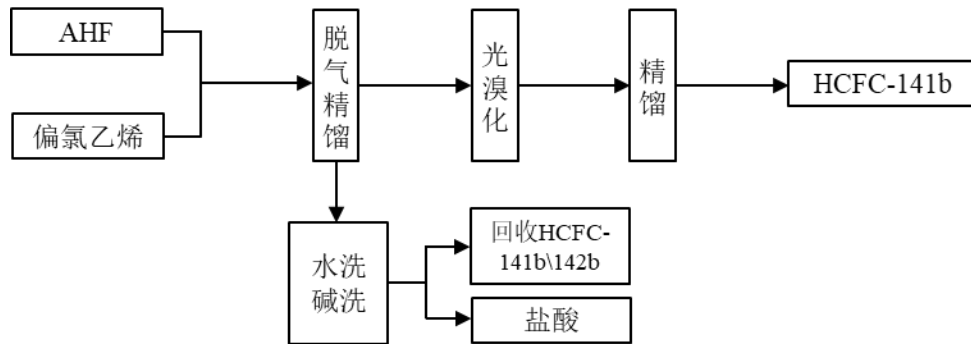 AHF
偏氯乙烯
脱气精馏
光溴化
精馏
HCFC-141b
水洗
碱洗
回收HCFC-
141b\142b
盐酸